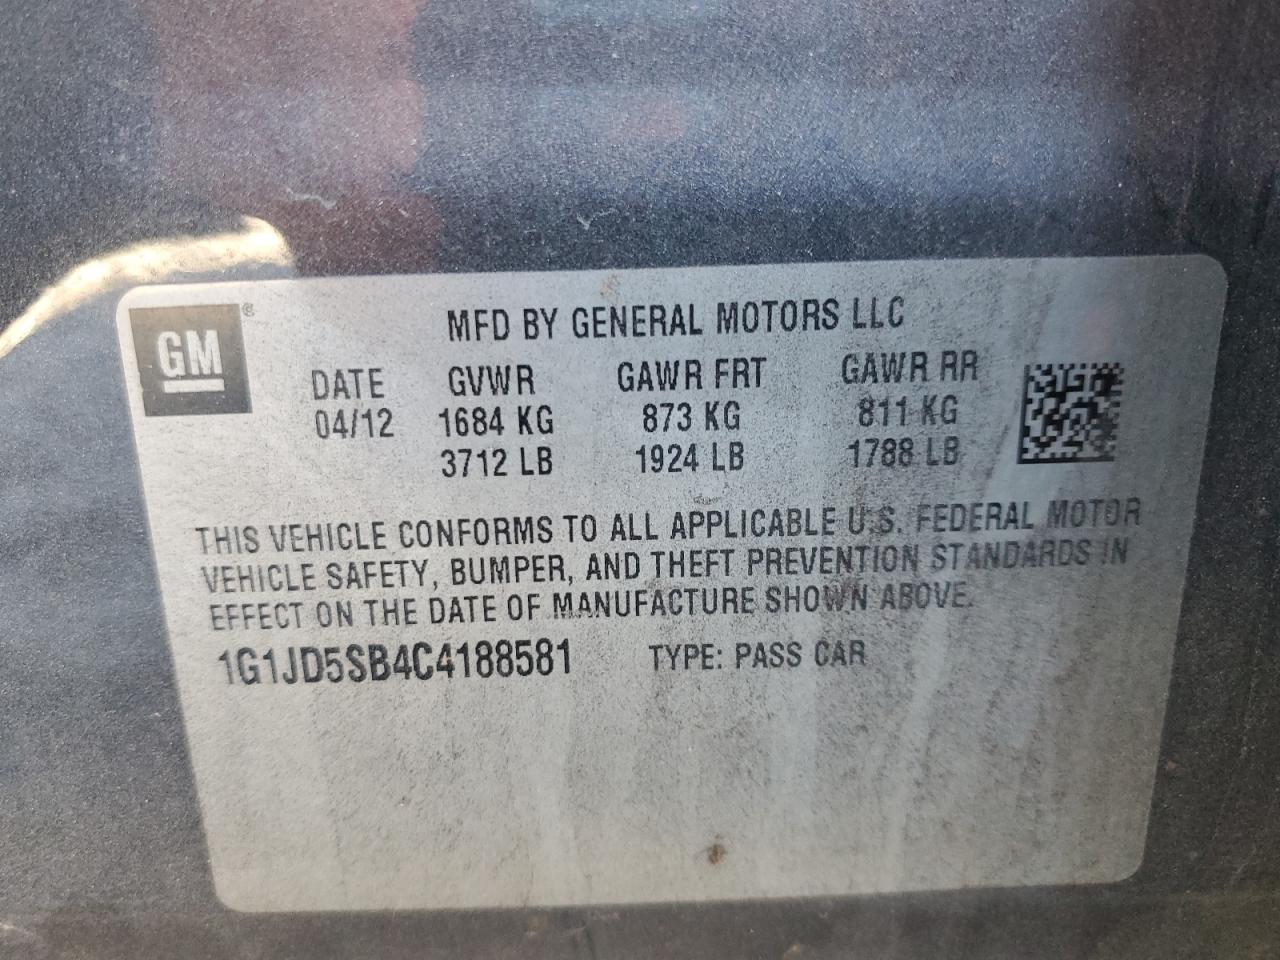 GM ©
MFD BY GENERAL MOTORS LLC
DATE GVWR GAWR FRT GAWR RR
04/12 1684 KG 873 KG 811 KG
3712 LB 1924 LB 1788 LB
THIS VEHICLE CONFORMS TO ALL APPLICABLE U.S. FEDERAL MOTOR
VEHICLE SAFETY, BUMPER, AND THEFT PREVENTION STANDARDS IN
EFFECT ON THE DATE OF MANUFACTURE SHOWN ABOVE.
1G1JD5SB4C4188581 TYPE: PASS CAR